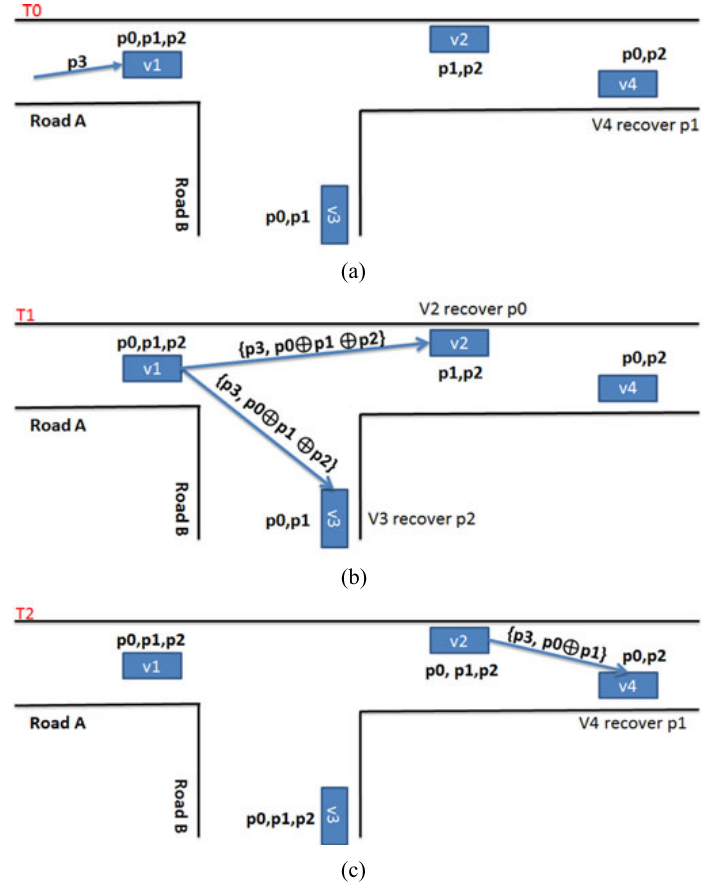 T0
p0,p1,p2
v1
p3
v2
p1,p2
p0,p2
v4
Road A
V4 recover p1
Road B
p0,p1
v3
(a)
T1
V2 recover p0
p0,p1,p2
v1
{p3, p0⊕p1 ⊕p2}
v2
p1,p2
p0,p2
v4
{p3, p0⊕p1 ⊕p2}
Road A
Road B
p0,p1
v3
V3 recover p2
(b)
T2
p0,p1,p2
v1
v2
p0, p1,p2
{p3, p0⊕p1}
p0,p2
v4
Road A
V4 recover p1
Road B
p0,p1,p2
v3
(c)